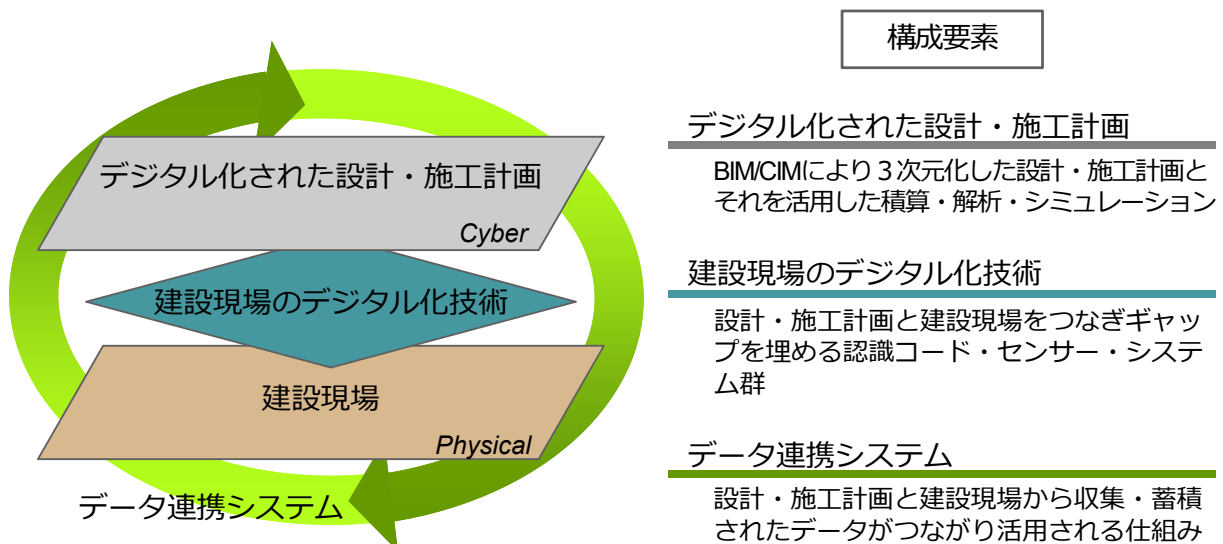 構成要素
デジタル化された設計・施工計画
Cyber
建設現場のデジタル化技術
建設現場
Physical
データ連携システム
デジタル化された設計・施工計画
BIM/CIMにより３次元化した設計・施工計画と
それを活用した積算・解析・シミュレーション
建設現場のデジタル化技術
設計・施工計画と建設現場をつなぎギャッ
プを埋める認識コード・センサー・システ
ム群
データ連携システム
設計・施工計画と建設現場から収集・蓄積
されたデータがつながり活用される仕組み